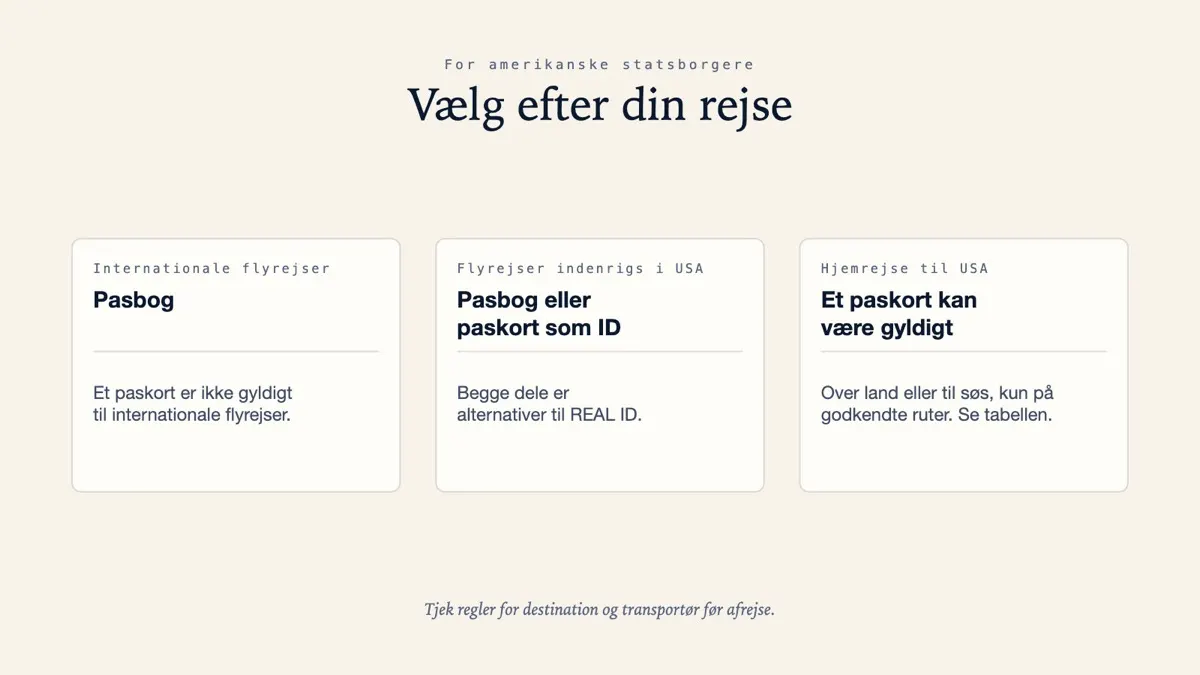 For amerikanske statsborgere
Vælg efter din rejse
Internationale flyrejser
Pasbog
Et paskort er ikke gyldigt
til internationale flyrejser.
Flyrejser indenrigs i USA
Pasbog eller
paskort som ID
Begge dele er
alternativer til REAL ID.
Hjemrejse til USA
Et paskort kan
være gyldigt
Over land eller til søs, kun på
godkendte ruter. Se tabellen.
Tjek regler for destination og transportør før afrejse.